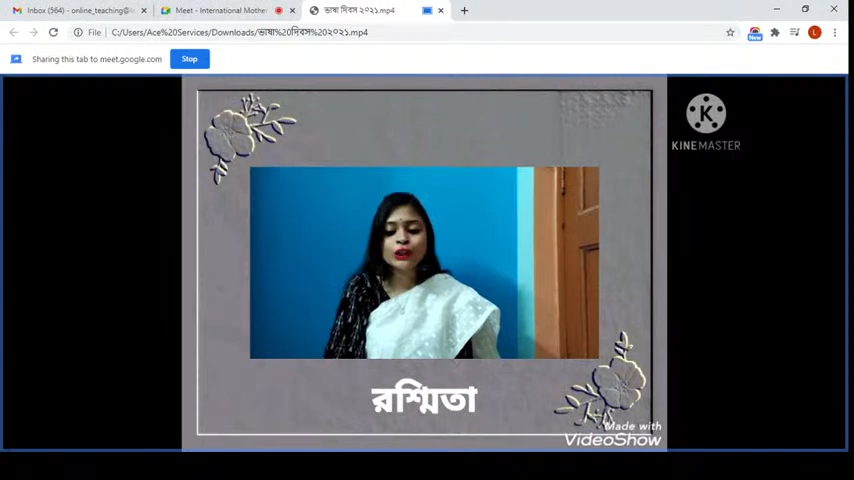 Inbox (564) - online_teaching@
Meet - International Mothe
ভাষা দিবস ২০২১.mp4
File
C:/Users/Ace%20Services/Downloads/ভাষা%20দিবস%20২০২১.mp4
New
L
Sharing this tab to meet.google.com
Stop
K
KINEMASTER
রশ্মিতা
Made with
VideoShow